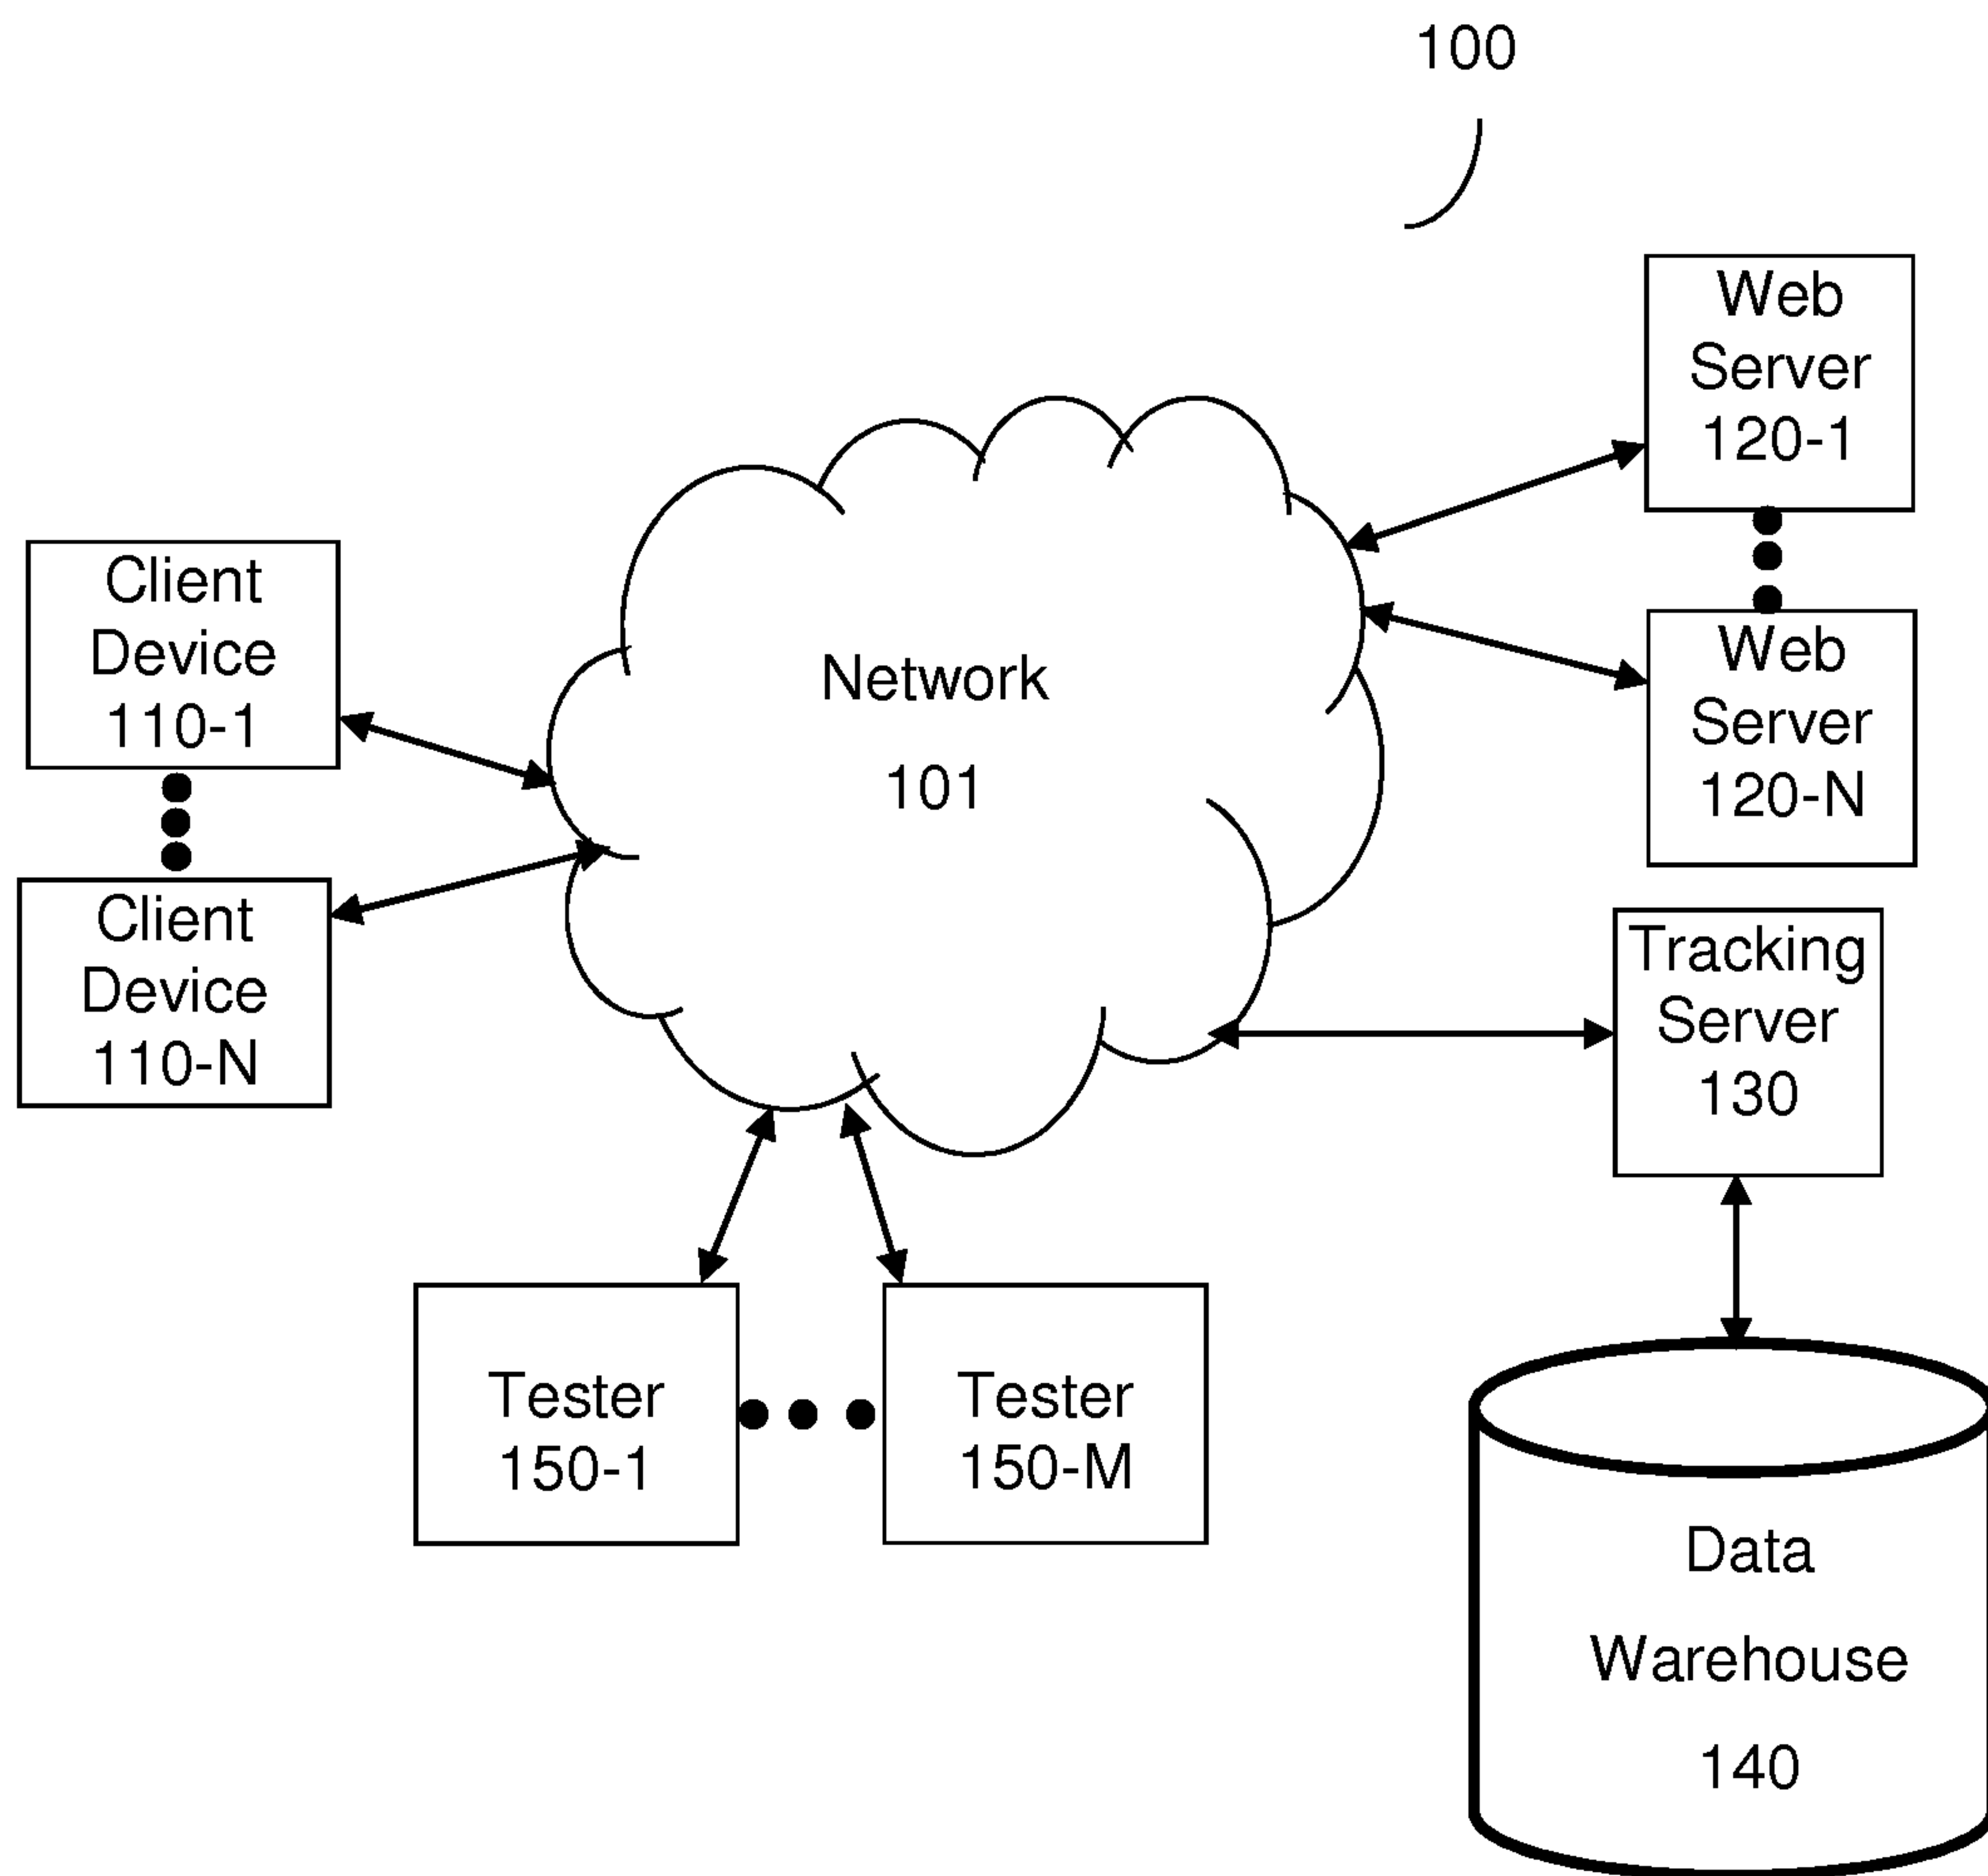 100
Web
Server
120-1
Client
Device
110-1
Network
101
Web
Server
120-N
Client
Device
110-N
Tracking
Server
130
Tester
150-1
Tester
150-M
Data
Warehouse
140